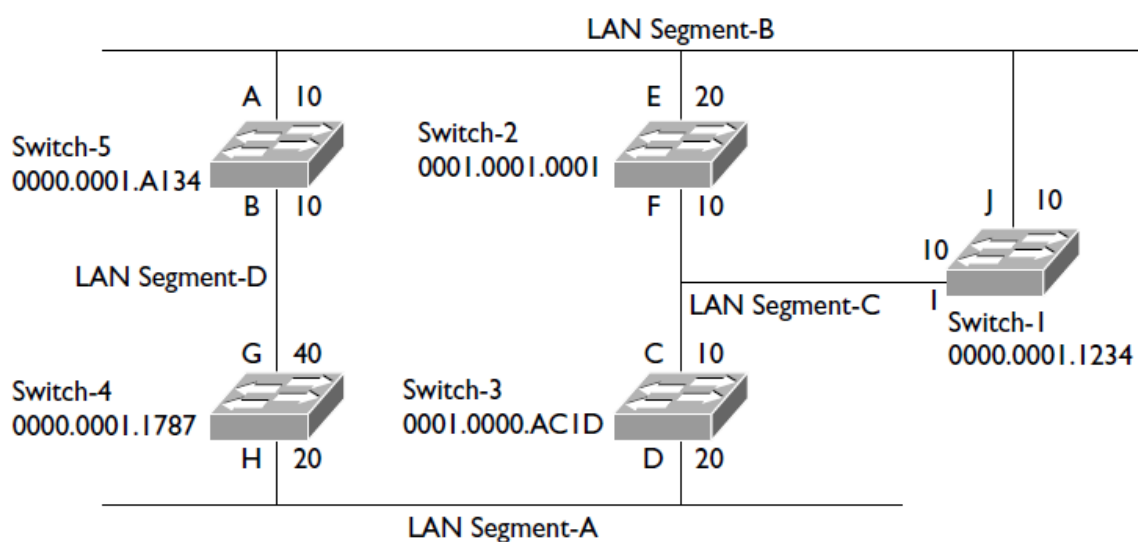 LAN Segment-B
A 10
E 20
Switch-5
0000.0001.A134
Switch-2
0001.0001.0001
B 10
F 10
J 10
10
LAN Segment-D
LAN Segment-C
I
Switch-1
0000.0001.1234
G 40
C 10
Switch-4
0000.0001.1787
Switch-3
0001.0000.AC1D
H 20
D 20
LAN Segment-A